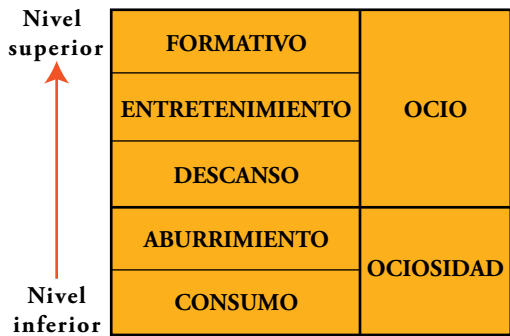 Nivel
superior
FORMATIVO
ENTRETENIMIENTO
OCIO
DESCANSO
ABURRIMIENTO
OCIOSIDAD
CONSUMO
Nivel
inferior